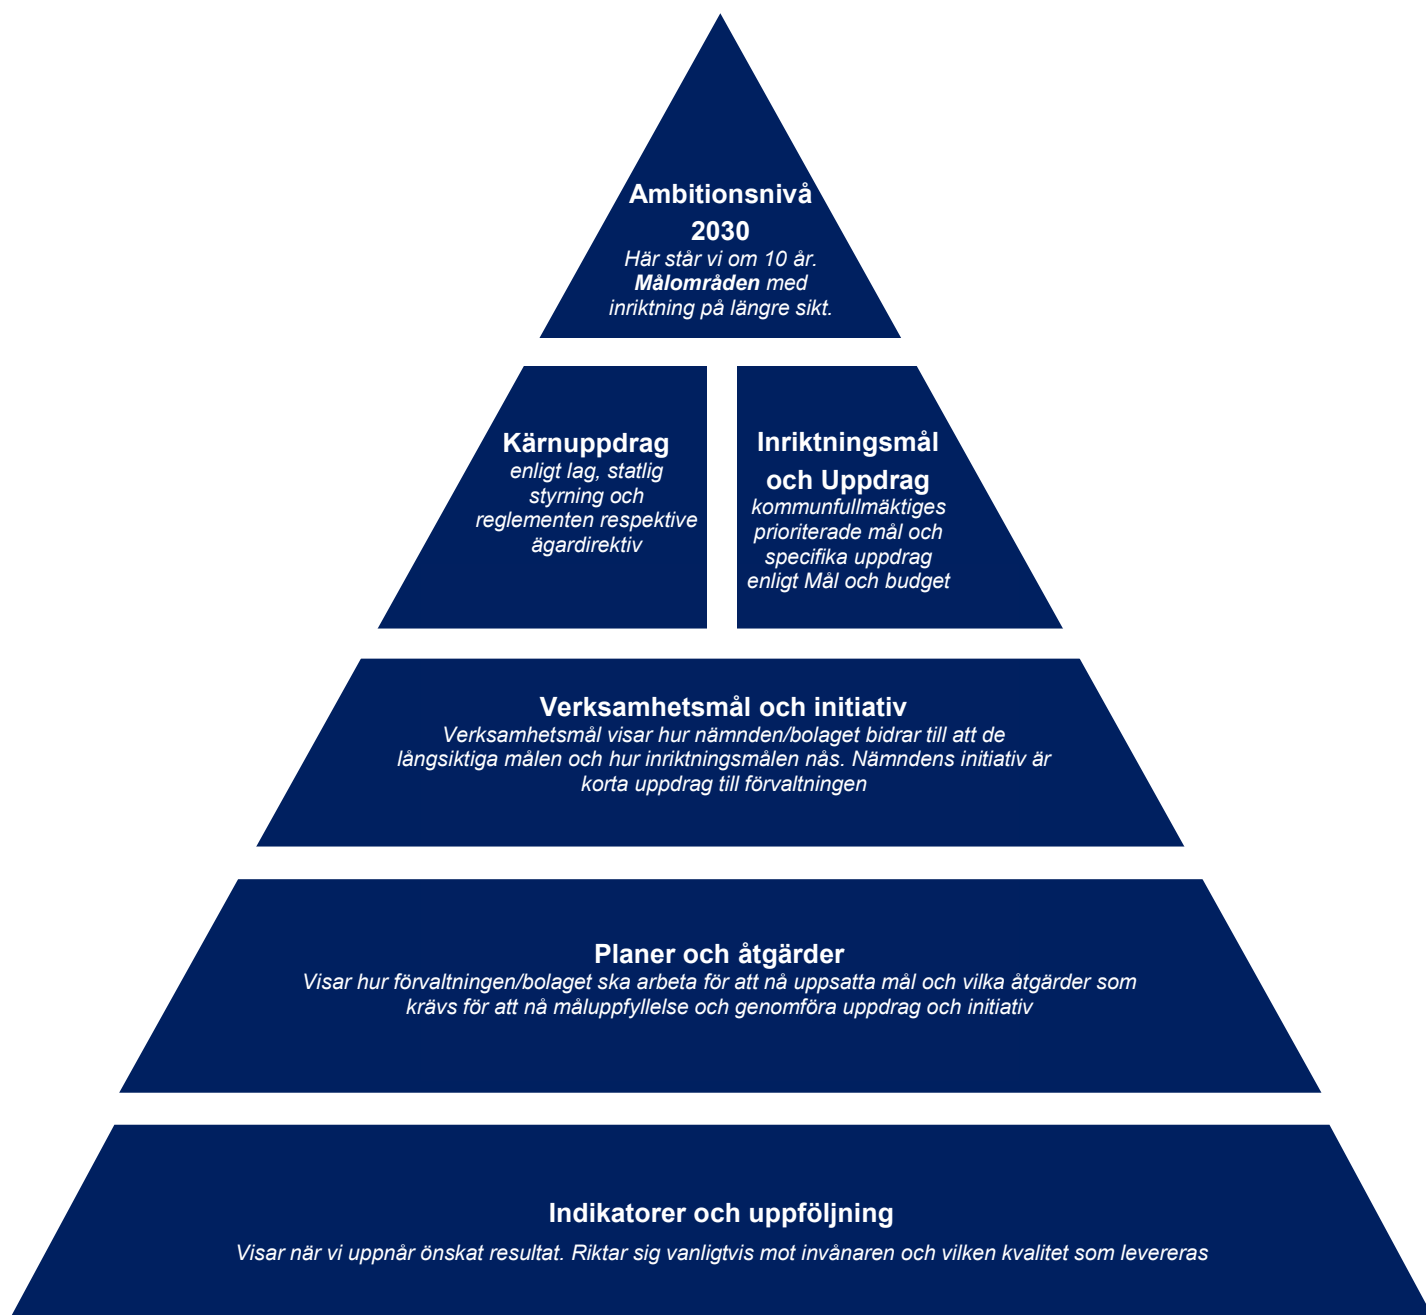 Ambitionsnivå
2030
Här står vi om 10 år.
Målområden med
inriktning på längre sikt.
Kärnuppdrag
enligt lag, statlig
styrning och
reglementen respektive
ägardirektiv
Inriktningsmål
och Uppdrag
kommunfullmäktiges
prioriterade mål och
specifika uppdrag
enligt Mål och budget
Verksamhetsmål och initiativ
Verksamhetsmål visar hur nämnden/bolaget bidrar till att de
långsiktiga målen och hur inriktningsmålen nås. Nämndens initiativ är
korta uppdrag till förvaltningen
Planer och åtgärder
Visar hur förvaltningen/bolaget ska arbeta för att nå uppsatta mål och vilka åtgärder som
krävs för att nå måluppfyllelse och genomföra uppdrag och initiativ
Indikatorer och uppföljning
Visar när vi uppnår önskat resultat. Riktar sig vanligtvis mot invånaren och vilken kvalitet som levereras